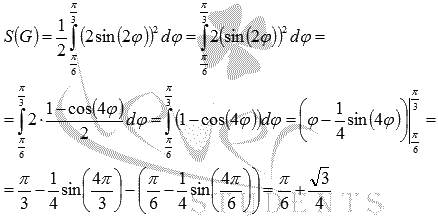 S(G) = 1/2 ∫_{π/6}^{π/3} (2sin(2φ))² dφ = ∫_{π/6}^{π/3} 2(sin(2φ))² dφ =
= ∫_{π/6}^{π/3} 2·(1−cos(4φ))/2 dφ = ∫_{π/6}^{π/3} (1−cos(4φ))dφ = (φ − 1/4 sin(4φ))|_{π/6}^{π/3} =
= π/3 − 1/4 sin(4π/3) − (π/6 − 1/4 sin(4π/6)) = π/6 + √3/4
STUDENTS